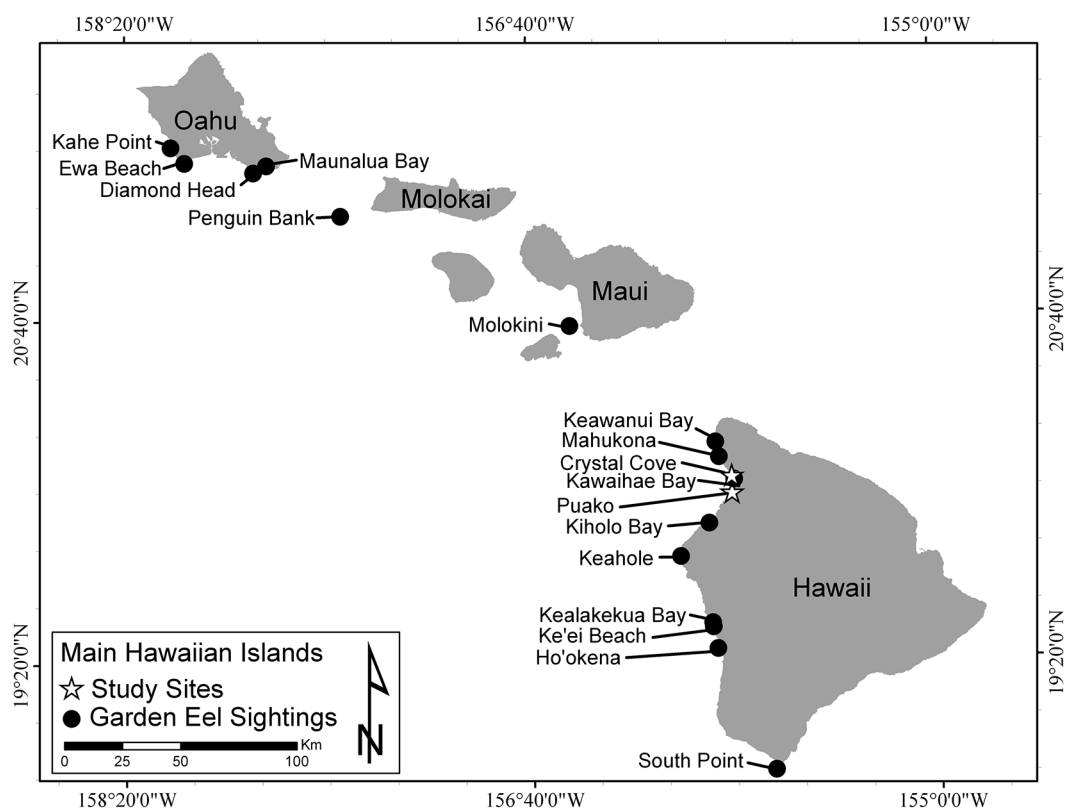 158°20'0"W
156°40'0"W
155°0'0"W
Oahu
Kahe Point
Ewa Beach
Maunalua Bay
Diamond Head
Molokai
Penguin Bank
20°40'0"N
20°40'0"N
Maui
Molokini
Keawanui Bay
Mahukona
Crystal Cove
Kawaihae Bay
Puako
Kiholo Bay
Keahole
Hawaii
Kealakekua Bay
Ke'ei Beach
Ho'okena
19°20'0"N
19°20'0"N
South Point
Main Hawaiian Islands
Study Sites
Garden Eel Sightings
Km
0 25 50 100
N
158°20'0"W
156°40'0"W
155°0'0"W